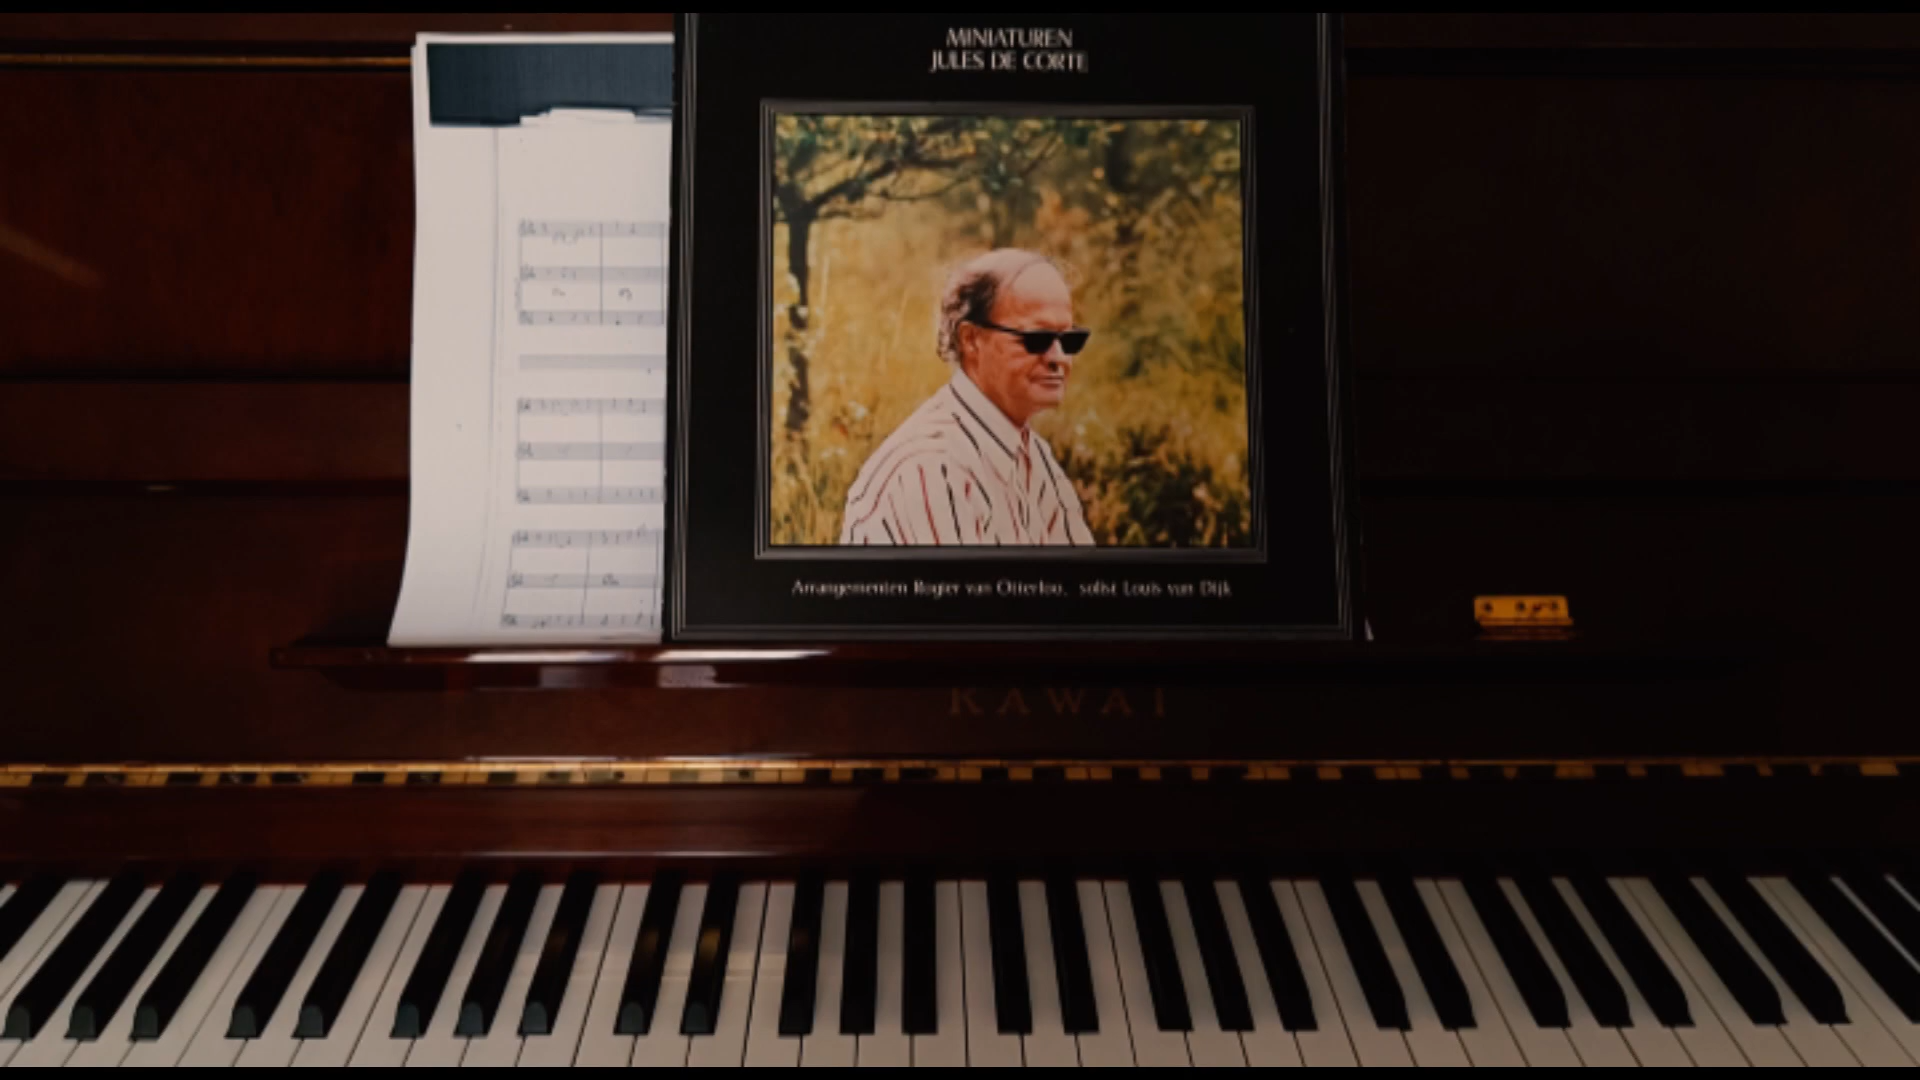 MINIATUREN
JULES DE CORTE
Arrangementen Rogier van Otterloo, solist Louis van Dijk
KAWAI